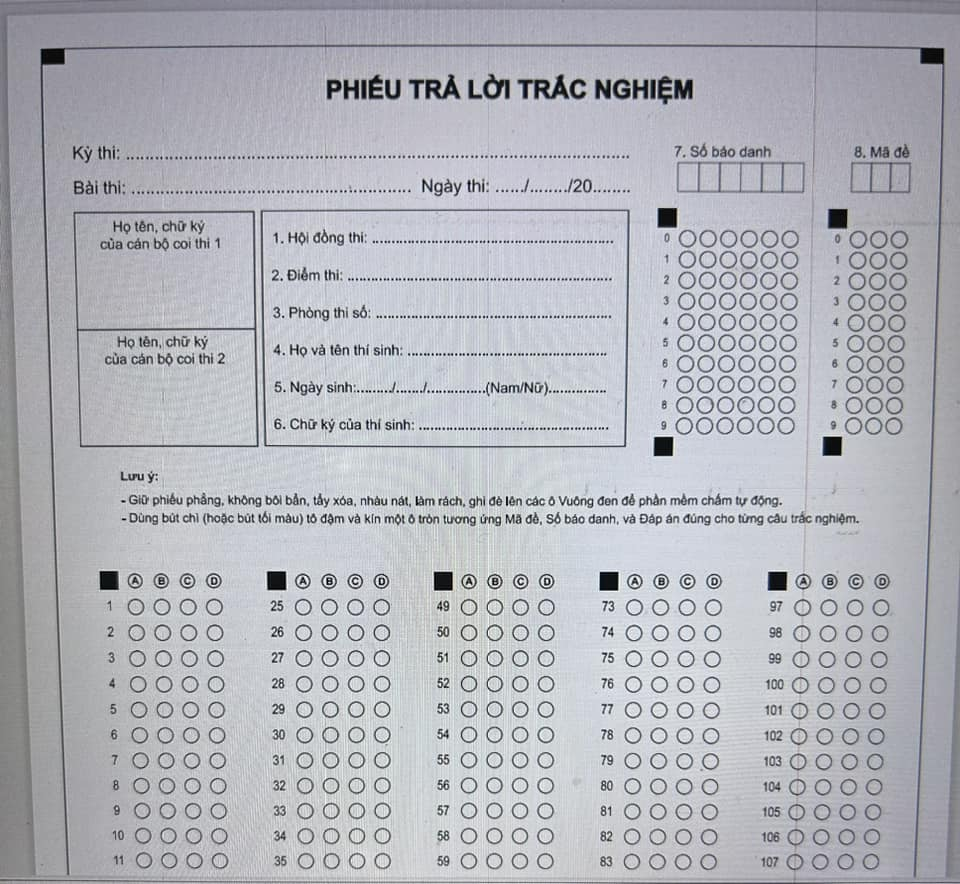 PHIẾU TRẢ LỜI TRẮC NGHIỆM
Kỳ thi: ........................................
Bài thi: ........................................ Ngày thi: ...../......../20.......
7. Số báo danh
8. Mã đề
Họ tên, chữ ký
của cán bộ coi thi 1
Họ tên, chữ ký
của cán bộ coi thi 2
1. Hội đồng thi: ........................................
2. Điểm thi: ........................................
3. Phòng thi số: ........................................
4. Họ và tên thí sinh: ........................................
5. Ngày sinh:........./......./..............(Nam/Nữ)..............
6. Chữ ký của thí sinh: ........................................
0 0
1 1
2 2
3 3
4 4
5 5
6 6
7 7
8 8
9 9
Lưu ý:
- Giữ phiếu phẳng, không bôi bẩn, tẩy xóa, nhàu nát, làm rách, ghi đè lên các ô Vuông đen để phần mềm chấm tự động.
- Dùng bút chì (hoặc bút tối màu) tô đậm và kín một ô tròn tương ứng Mã đề, Số báo danh, và Đáp án đúng cho từng câu trắc nghiệm.
A B C D A B C D A B C D A B C D A B C D
1 25 49 73 97
2 26 50 74 98
3 27 51 75 99
4 28 52 76 100
5 29 53 77 101
6 30 54 78 102
7 31 55 79 103
8 32 56 80 104
9 33 57 81 105
10 34 58 82 106
11 35 59 83 107